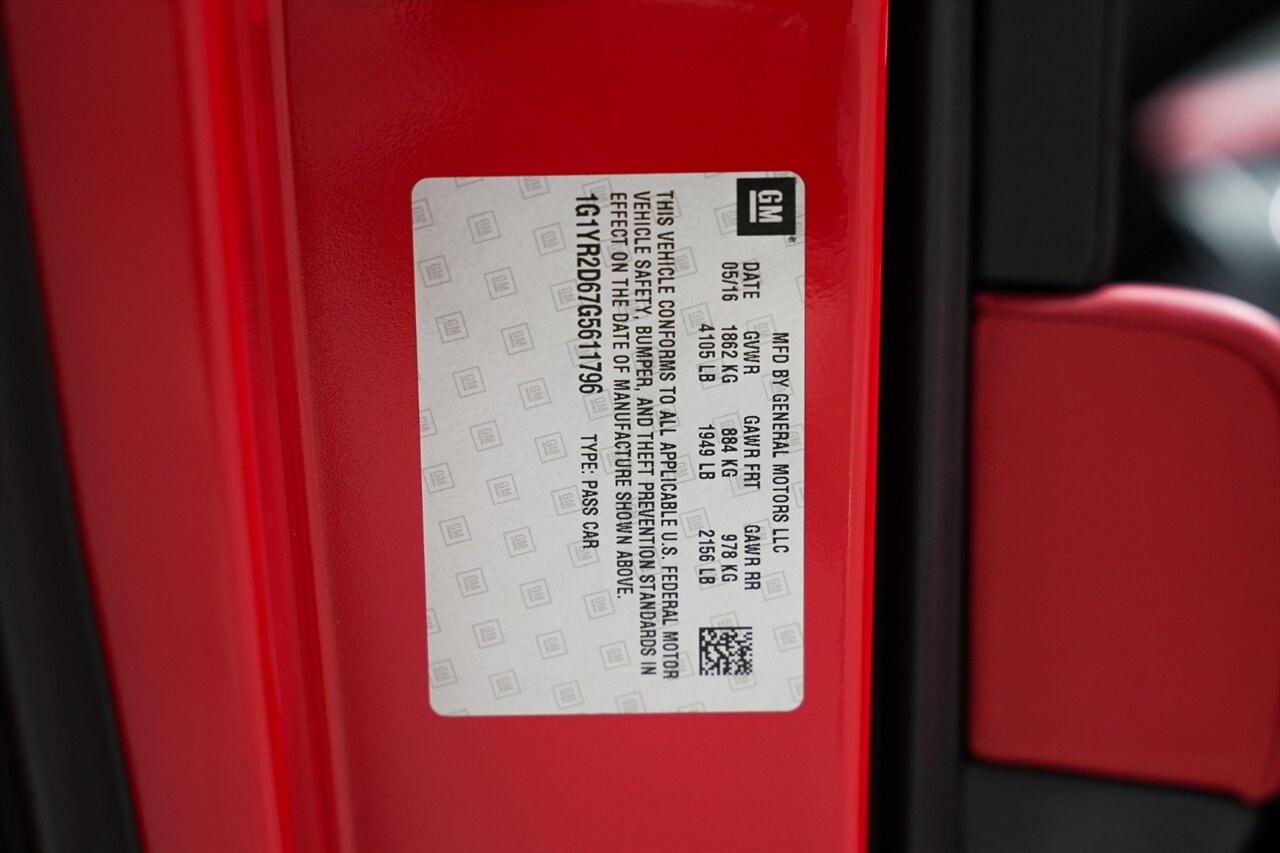 GM
MFD BY GENERAL MOTORS LLC
DATE GVWR GAWR FRT GAWR RR
05/16 1862 KG 884 KG 978 KG
4105 LB 1949 LB 2156 LB
THIS VEHICLE CONFORMS TO ALL APPLICABLE U.S. FEDERAL MOTOR
VEHICLE SAFETY, BUMPER, AND THEFT PREVENTION STANDARDS IN
EFFECT ON THE DATE OF MANUFACTURE SHOWN ABOVE.
1G1YR2D67G5611796 TYPE: PASS CAR